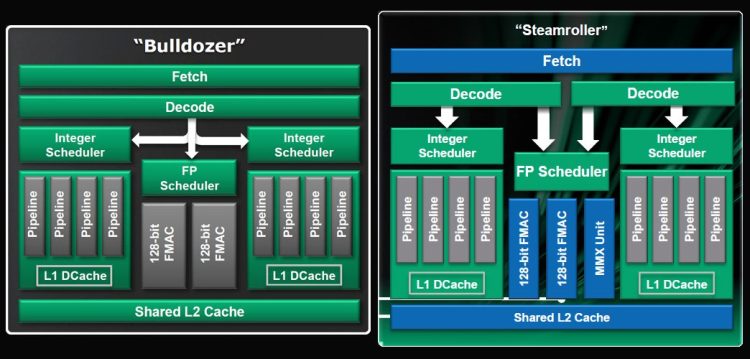 “Bulldozer”
Fetch
Decode
Integer
Scheduler
FP
Scheduler
Integer
Scheduler
Pipeline
Pipeline
Pipeline
Pipeline
L1 DCache
128-bit
FMAC
128-bit
FMAC
Pipeline
Pipeline
Pipeline
Pipeline
L1 DCache
Shared L2 Cache
“Steamroller”
Fetch
Decode
Decode
Integer
Scheduler
FP Scheduler
Integer
Scheduler
Pipeline
Pipeline
Pipeline
Pipeline
L1 DCache
128-bit FMAC
128-bit FMAC
MMX Unit
Pipeline
Pipeline
Pipeline
Pipeline
L1 DCache
Shared L2 Cache